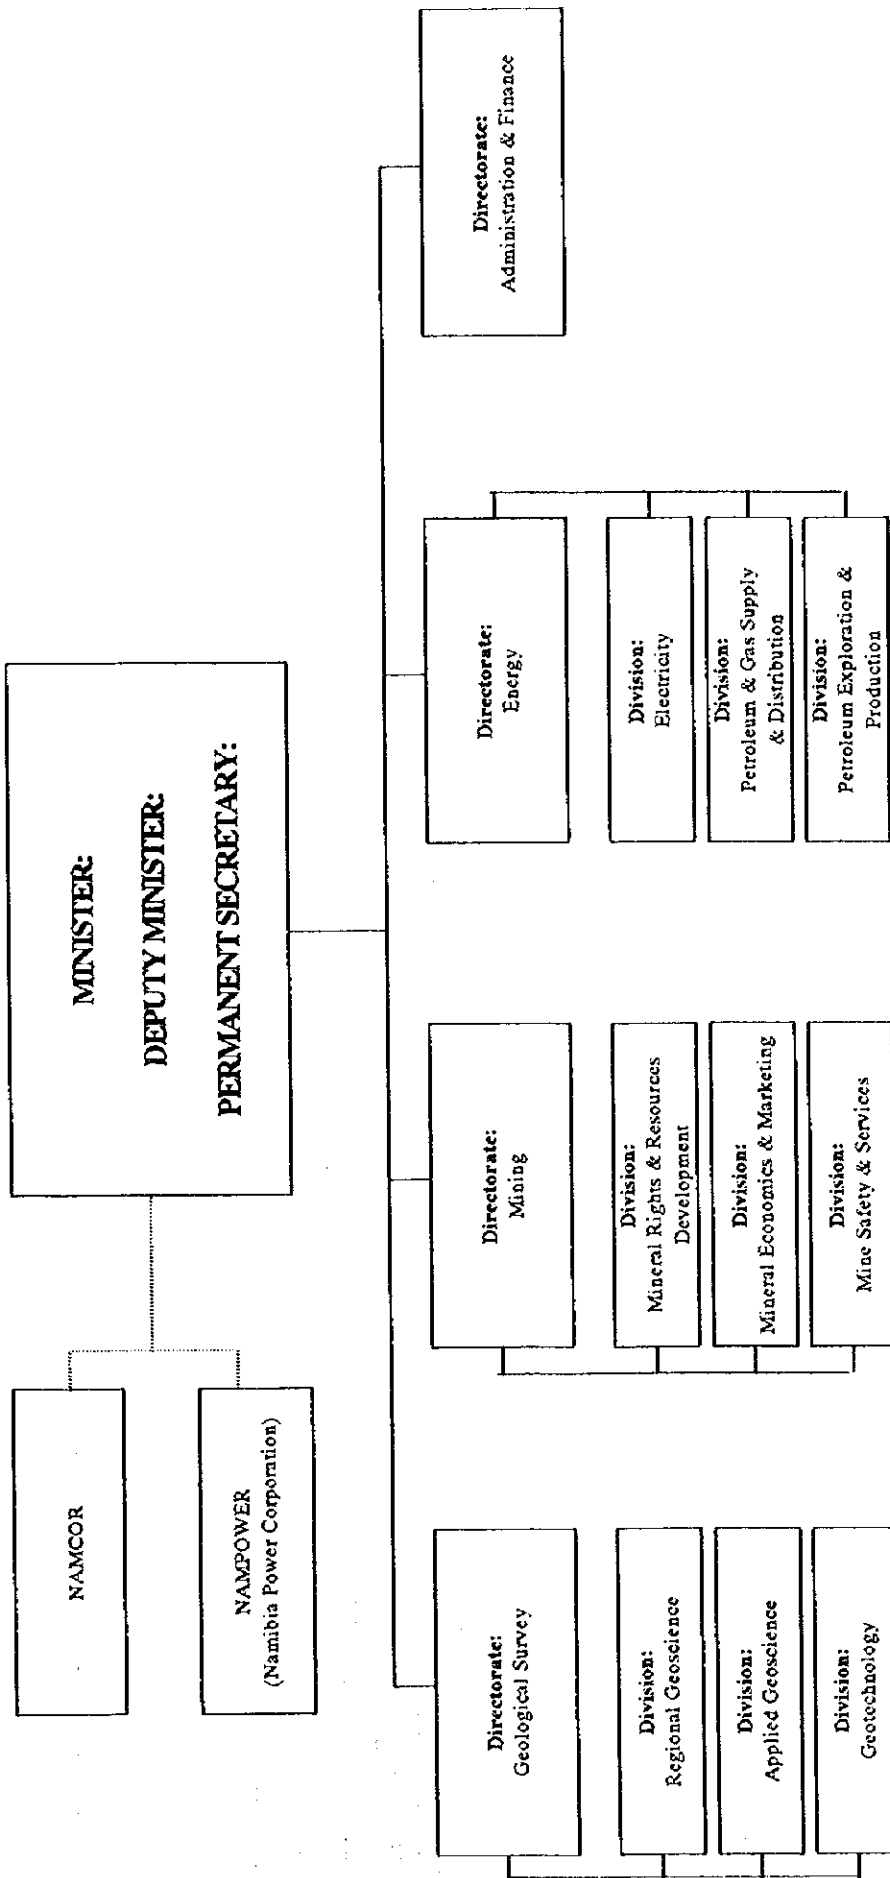 MINISTER:
DEPUTY MINISTER:
PERMANENT SECRETARY:
NAMCOR
NAMPOWER
(Namibia Power Corporation)
Directorate:
Geological Survey
Division:
Regional Geoscience
Division:
Applied Geoscience
Division:
Geotechnology
Directorate:
Mining
Division:
Mineral Rights & Resources
Development
Division:
Mineral Economics & Marketing
Division:
Mine Safety & Services
Directorate:
Energy
Division:
Electricity
Division:
Petroleum & Gas Supply
& Distribution
Division:
Petroleum Exploration &
Production
Directorate:
Administration & Finance